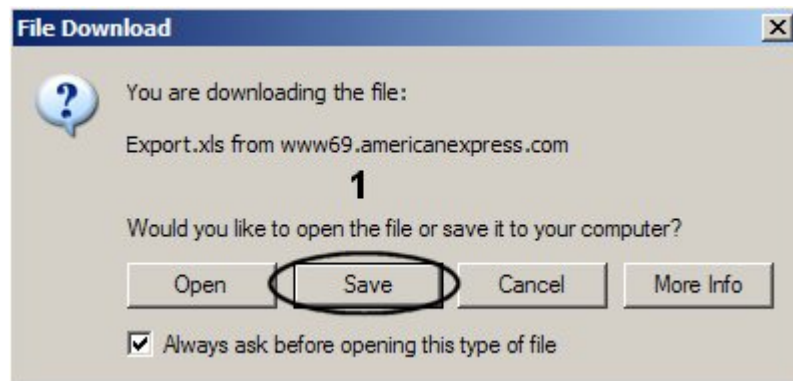 File Download
You are downloading the file:
Export.xls from www69.americanexpress.com
1
Would you like to open the file or save it to your computer?
Open Save Cancel More Info
Always ask before opening this type of file